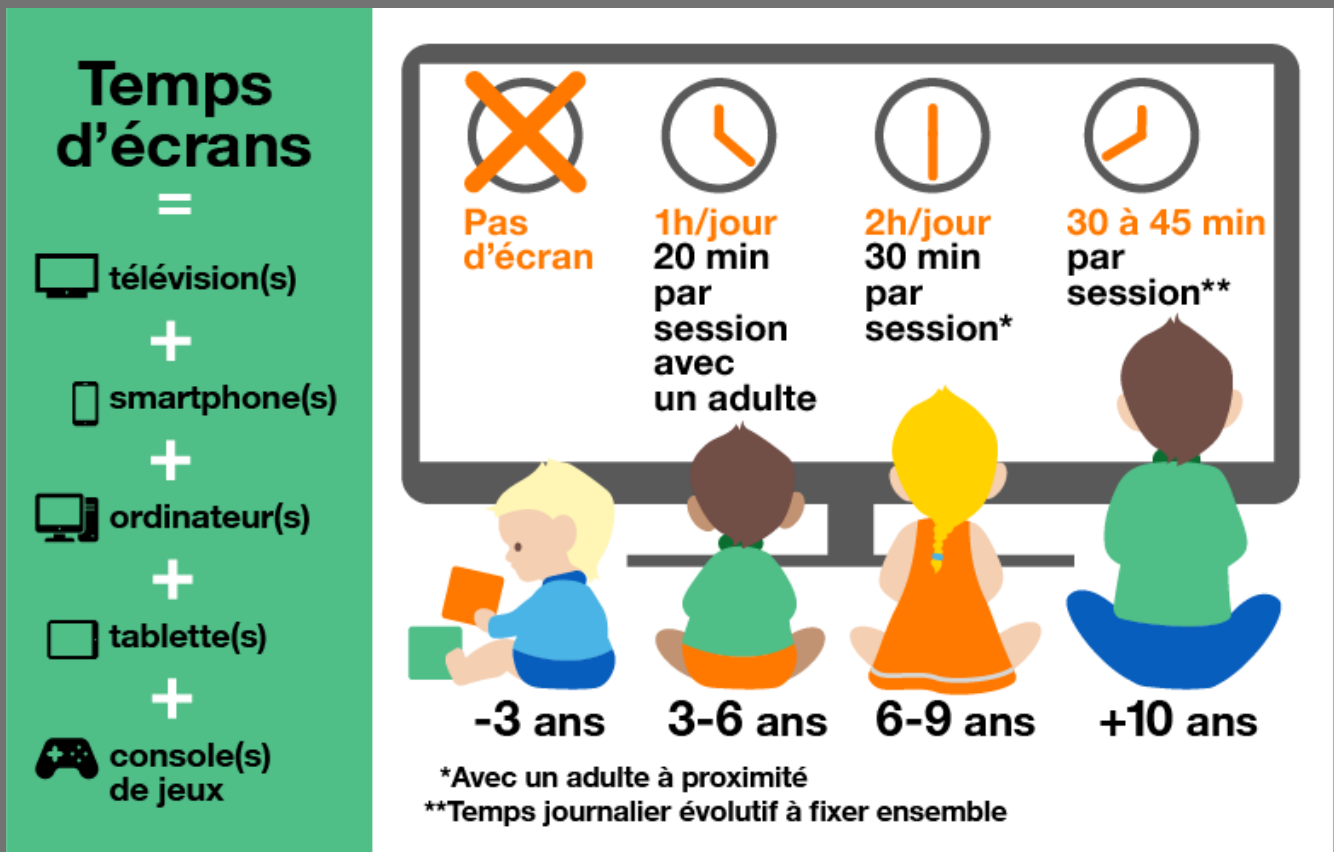 Temps
d'écrans
=
télévision(s)
+
smartphone(s)
+
ordinateur(s)
+
tablette(s)
+
console(s)
de jeux
Pas
d'écran
1h/jour
20 min
par
session
avec
un adulte
2h/jour
30 min
par
session*
30 à 45 min
par
session**
-3 ans
3-6 ans
6-9 ans
+10 ans
*Avec un adulte à proximité
**Temps journalier évolutif à fixer ensemble